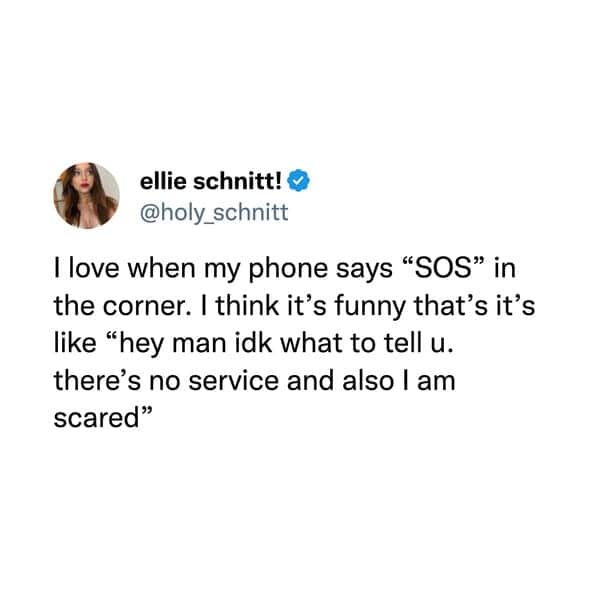 ellie schnitt!
@holy_schnitt
I love when my phone says “SOS” in
the corner. I think it’s funny that’s it’s
like “hey man idk what to tell u.
there’s no service and also I am
scared”